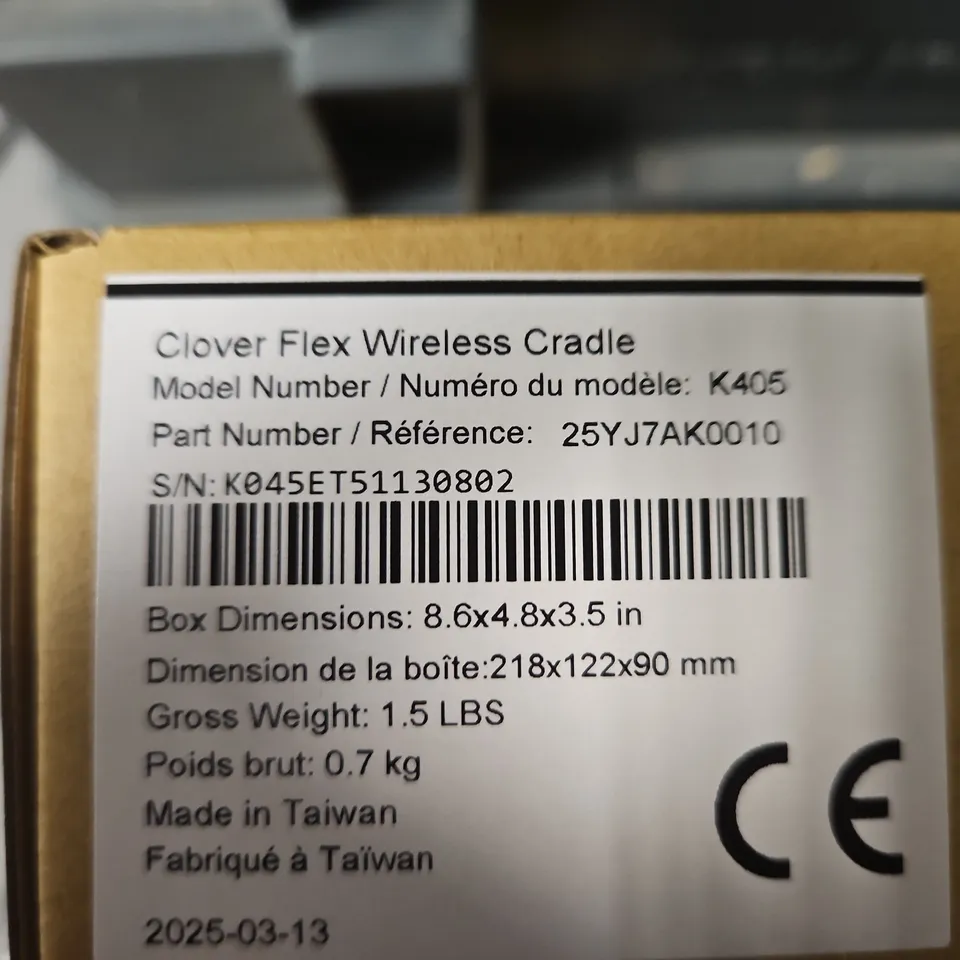 Clover Flex Wireless Cradle
Model Number / Numéro du modèle: K405
Part Number / Référence: 25YJ7AK0010
S/N: K045ET51130802
Box Dimensions: 8.6x4.8x3.5 in
Dimension de la boîte:218x122x90 mm
Gross Weight: 1.5 LBS
Poids brut: 0.7 kg
Made in Taiwan
Fabriqué à Taïwan
CE
2025-03-13